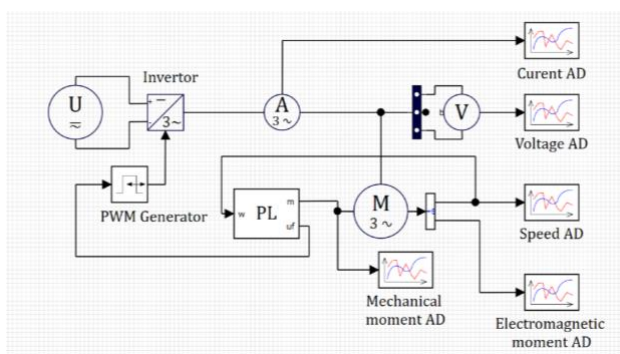 Curent AD
Invertor
U
+
3~
A
3 ~
V
Voltage AD
PWM Generator
w
PL
m
uf
M
3 ~
Speed AD
Mechanical
moment AD
Electromagnetic
moment AD